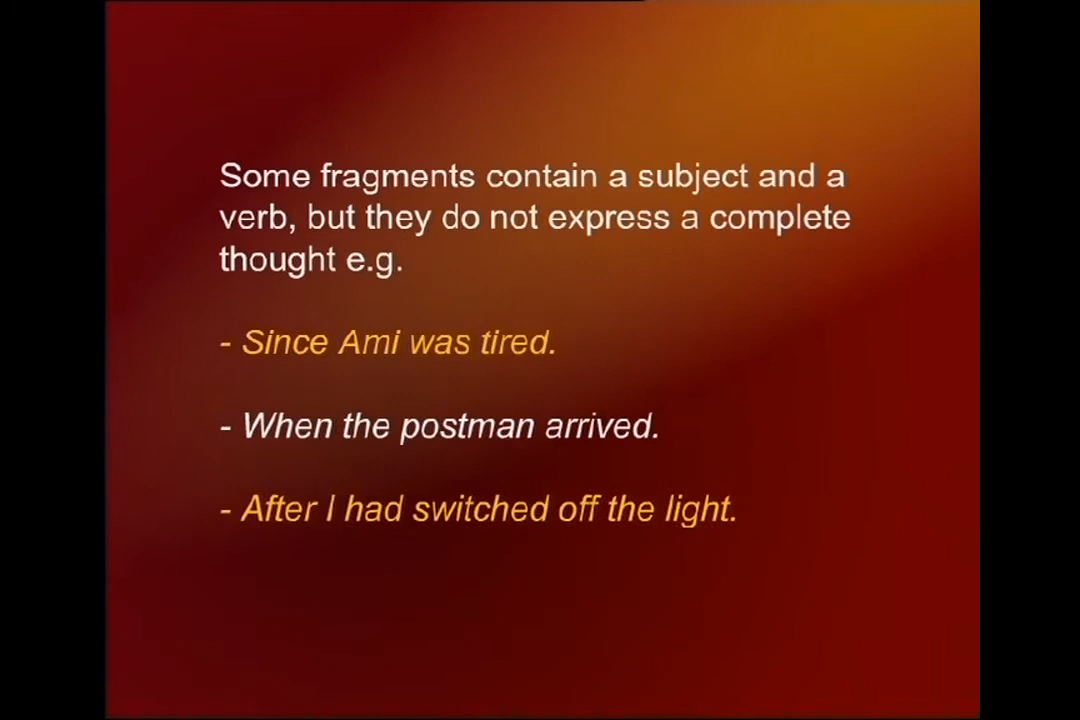 Some fragments contain a subject and a
verb, but they do not express a complete
thought e.g.
- Since Ami was tired.
- When the postman arrived.
- After I had switched off the light.